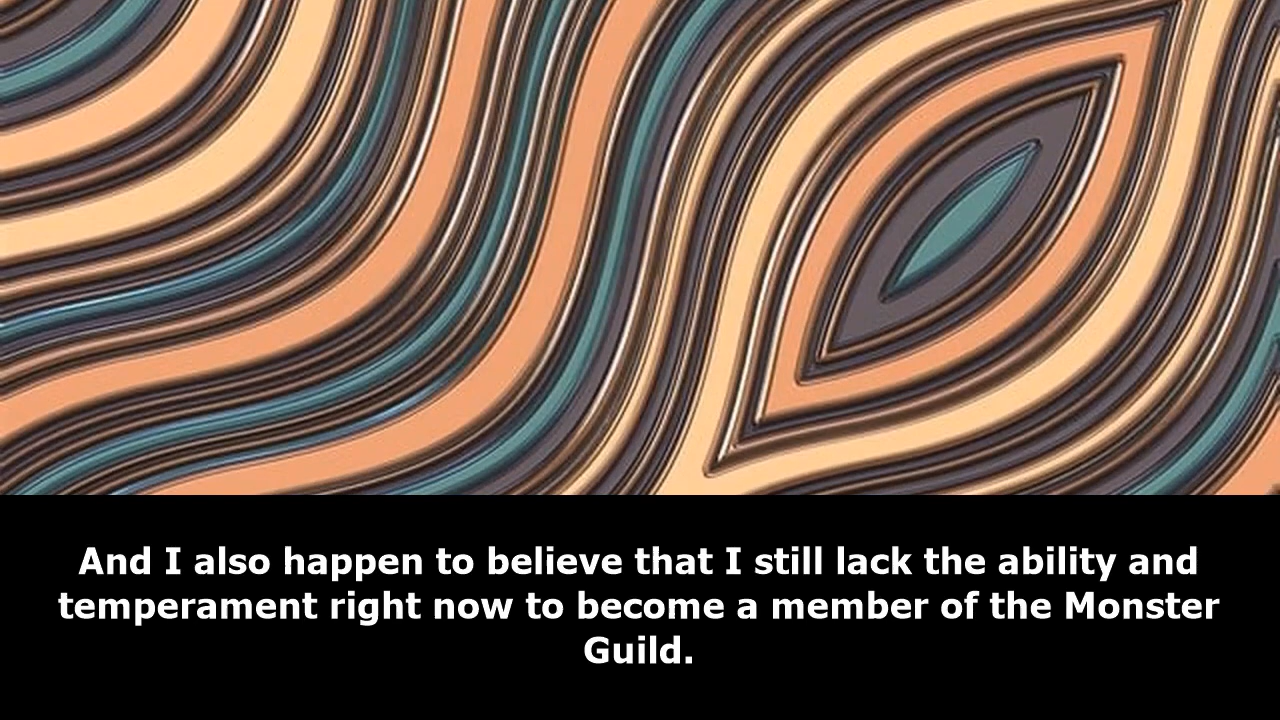 And I also happen to believe that I still lack the ability and
temperament right now to become a member of the Monster
Guild.